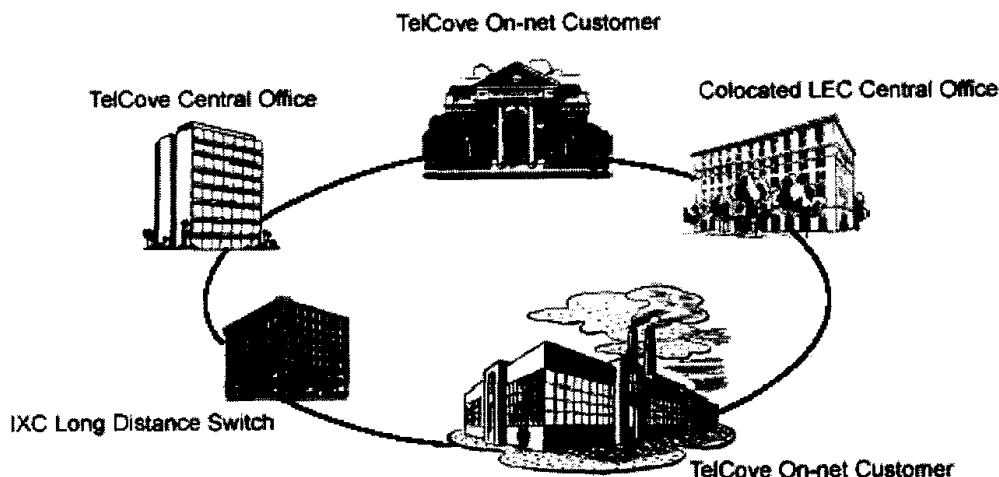 TelCove On-net Customer
TelCove Central Office
Colocated LEC Central Office
IXC Long Distance Switch
TelCove On-net Customer